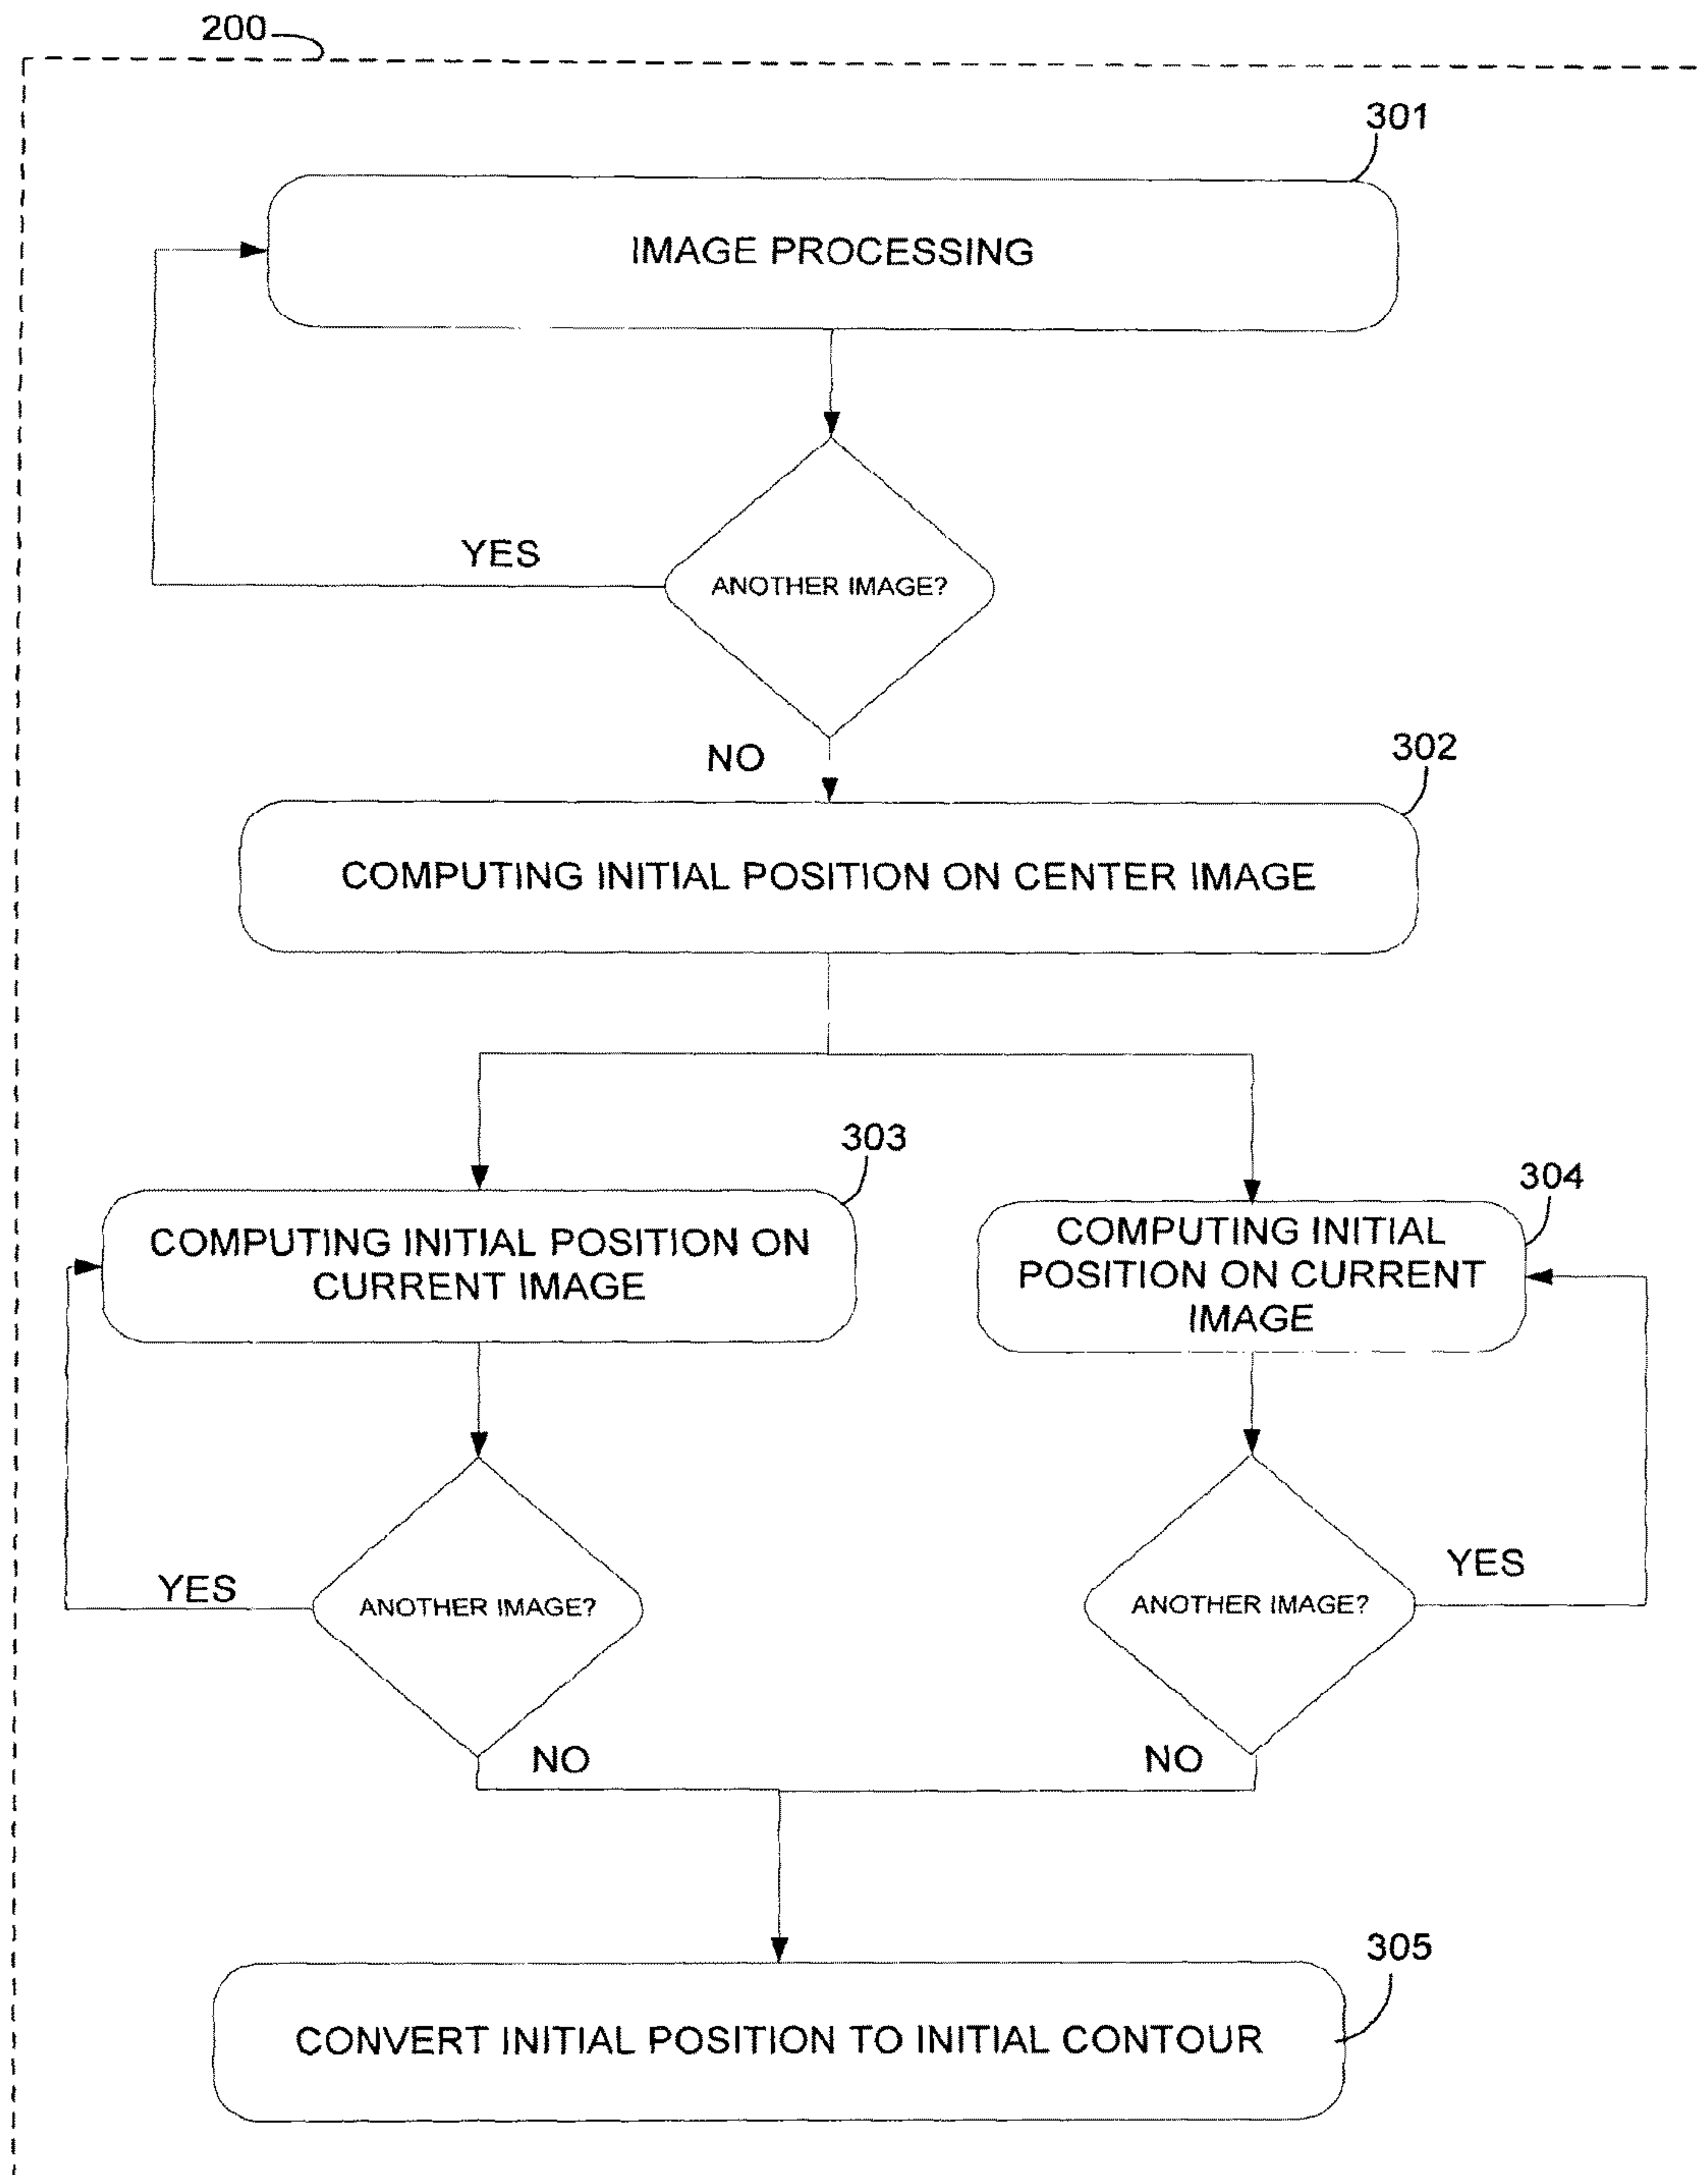 200
301
IMAGE PROCESSING
YES
ANOTHER IMAGE?
NO
302
COMPUTING INITIAL POSITION ON CENTER IMAGE
303
COMPUTING INITIAL POSITION ON
CURRENT IMAGE
304
COMPUTING INITIAL
POSITION ON CURRENT
IMAGE
YES
ANOTHER IMAGE?
ANOTHER IMAGE?
YES
NO
NO
305
CONVERT INITIAL POSITION TO INITIAL CONTOUR